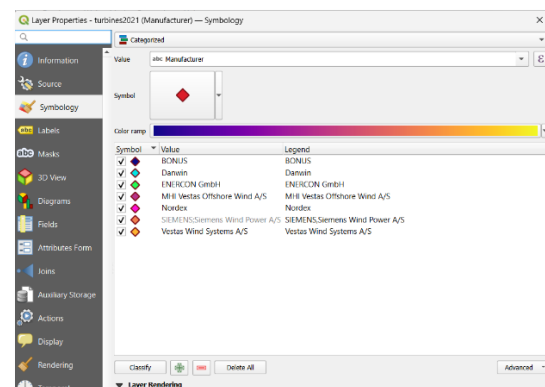 Layer Properties - turbines2021 (Manufacturer) — Symbology
Categorized
Information
Value
abc Manufacturer
ε
Source
Symbology
Symbol
abc Labels
Color ramp
abc Masks
Symbol Value Legend
BONUS BONUS
3D View
Danwin Danwin
ENERCON GmbH ENERCON GmbH
Diagrams
MHI Vestas Offshore Wind A/S MHI Vestas Offshore Wind A/S
Nordex Nordex
Fields
SIEMENS;Siemens Wind Power A/S SIEMENS;Siemens Wind Power A/S
Vestas Wind Systems A/S Vestas Wind Systems A/S
Attributes Form
Joins
Auxiliary Storage
Actions
Display
Rendering
Classify Delete All Advanced
Layer Rendering